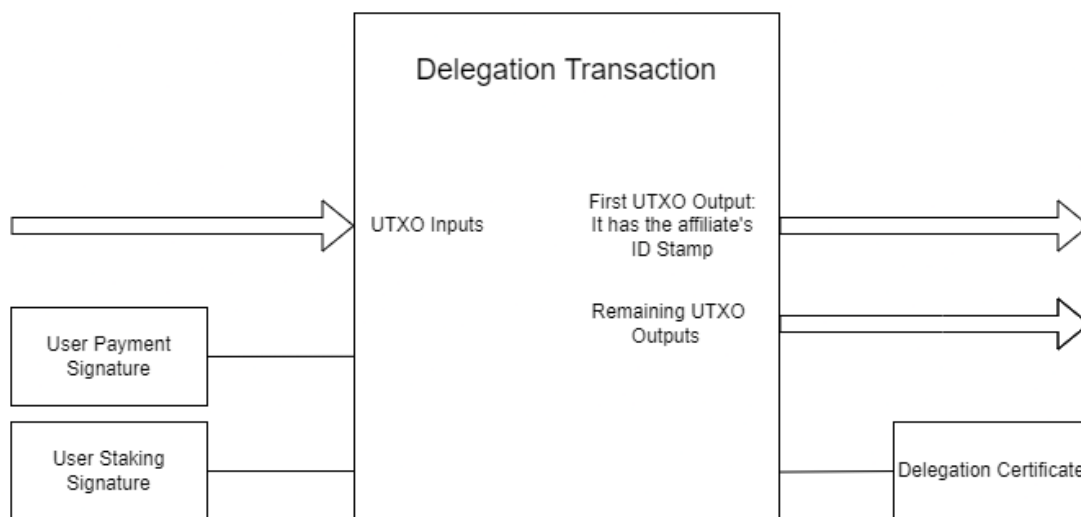 Delegation Transaction
UTXO Inputs
First UTXO Output:
It has the affiliate's
ID Stamp
Remaining UTXO
Outputs
User Payment
Signature
User Staking
Signature
Delegation Certificate